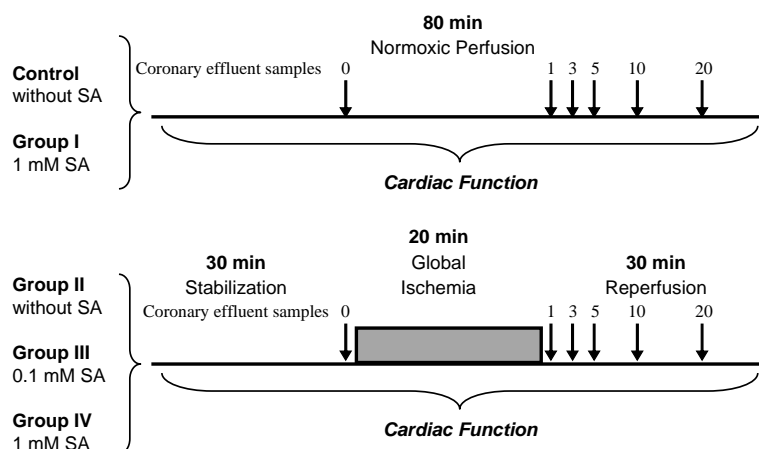 80 min
Normoxic Perfusion
Control
without SA
Group I
1 mM SA
Coronary effluent samples 0 1 3 5 10 20
Cardiac Function
20 min
Global
Ischemia
30 min
Stabilization
30 min
Reperfusion
Group II
without SA
Group III
0.1 mM SA
Group IV
1 mM SA
Coronary effluent samples 0 1 3 5 10 20
Cardiac Function